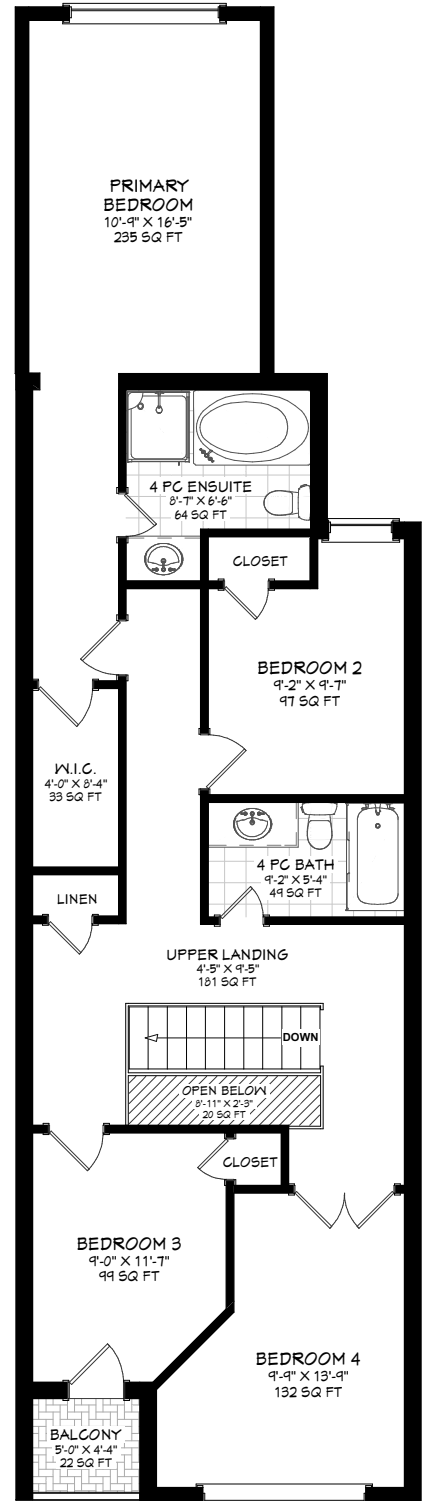 PRIMARY
BEDROOM
10'-9" X 16'-5"
235 SQ FT
4 PC ENSUITE
8'-7" X 6'-6"
64 SQ FT
CLOSET
BEDROOM 2
9'-2" X 9'-7"
97 SQ FT
W.I.C.
4'-0" X 8'-4"
33 SQ FT
4 PC BATH
9'-2" X 5'-4"
49 SQ FT
LINEN
UPPER LANDING
4'-5" X 9'-5"
181 SQ FT
DOWN
OPEN BELOW
8'-11" X 2'-3"
20 SQ FT
CLOSET
BEDROOM 3
9'-0" X 11'-7"
99 SQ FT
BEDROOM 4
9'-9" X 13'-9"
132 SQ FT
BALCONY
5'-0" X 4'-4"
22 SQ FT